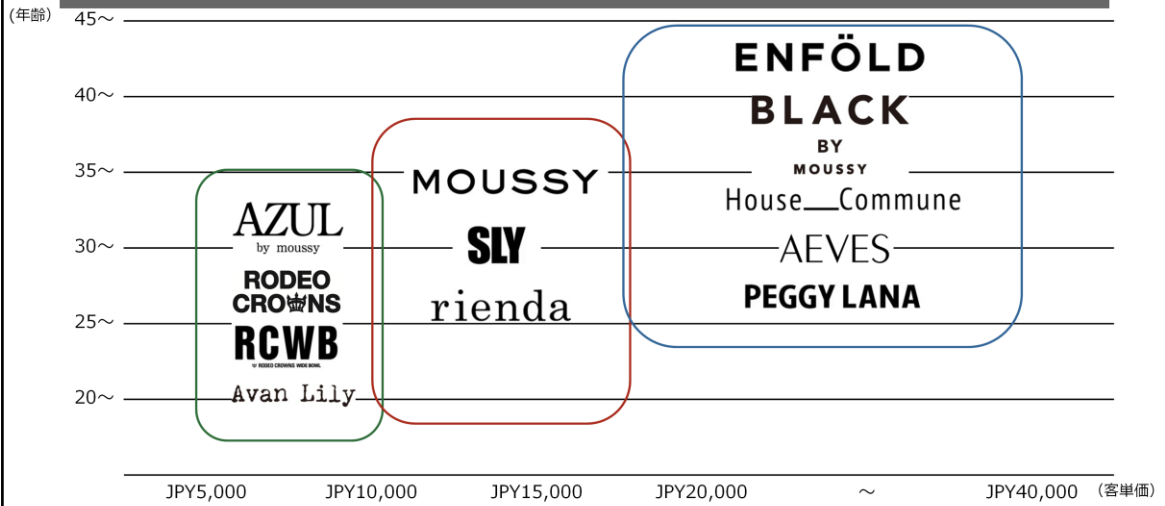 (年齢)
45～
40～
35～
30～
25～
20～
AZUL
by moussy
RODEO
CROWNS
RCWB
RODEO CROWNS WIDE BOWL
Avan Lily
MOUSSY
SLY
rienda
ENFÖLD
BLACK
BY
MOUSSY
House__Commune
AEVES
PEGGY LANA
JPY5,000 JPY10,000 JPY15,000 JPY20,000 ～ JPY40,000 (客単価)